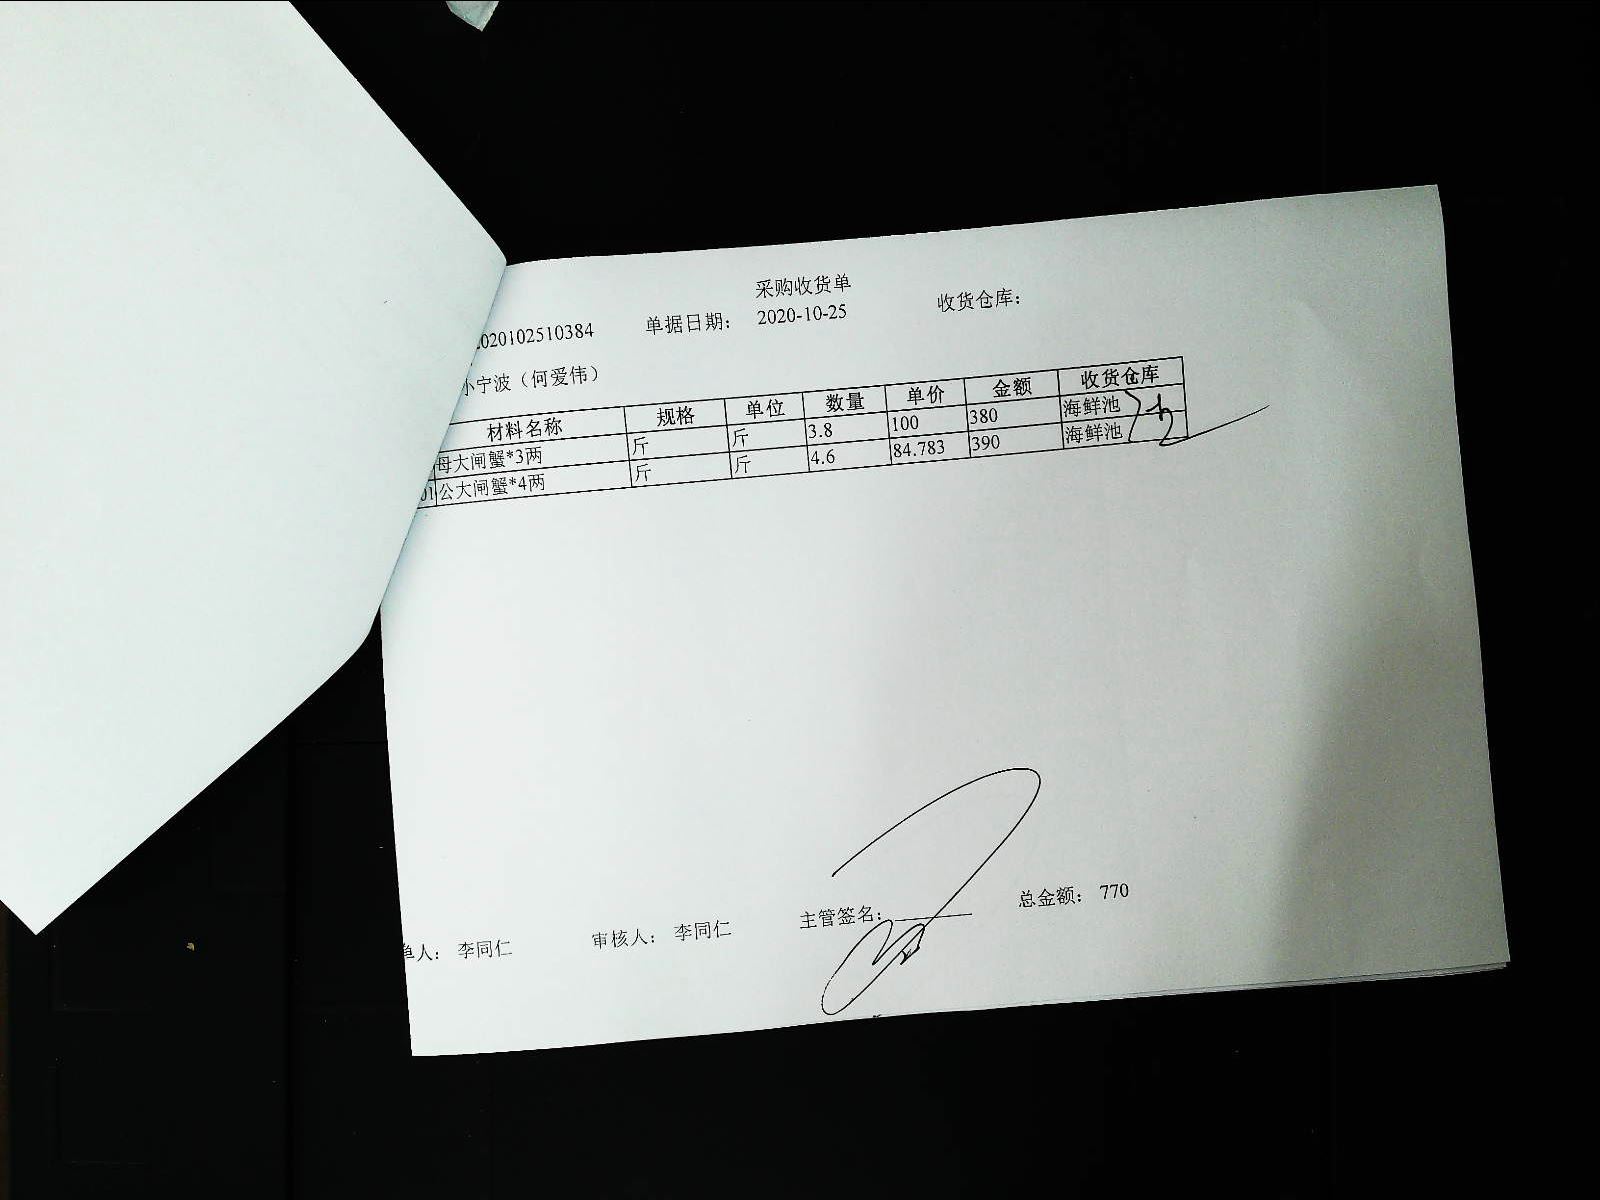 采购收货单
2020102510384 单据日期： 2020-10-25 收货仓库：
小宁波（何爱伟）
材料名称 规格 单位 数量 单价 金额 收货仓库
母大闸蟹*3两 斤 斤 3.8 100 380 海鲜池
01 公大闸蟹*4两 斤 斤 4.6 84.783 390 海鲜池
单人： 李同仁 审核人： 李同仁 主管签名： 总金额： 770